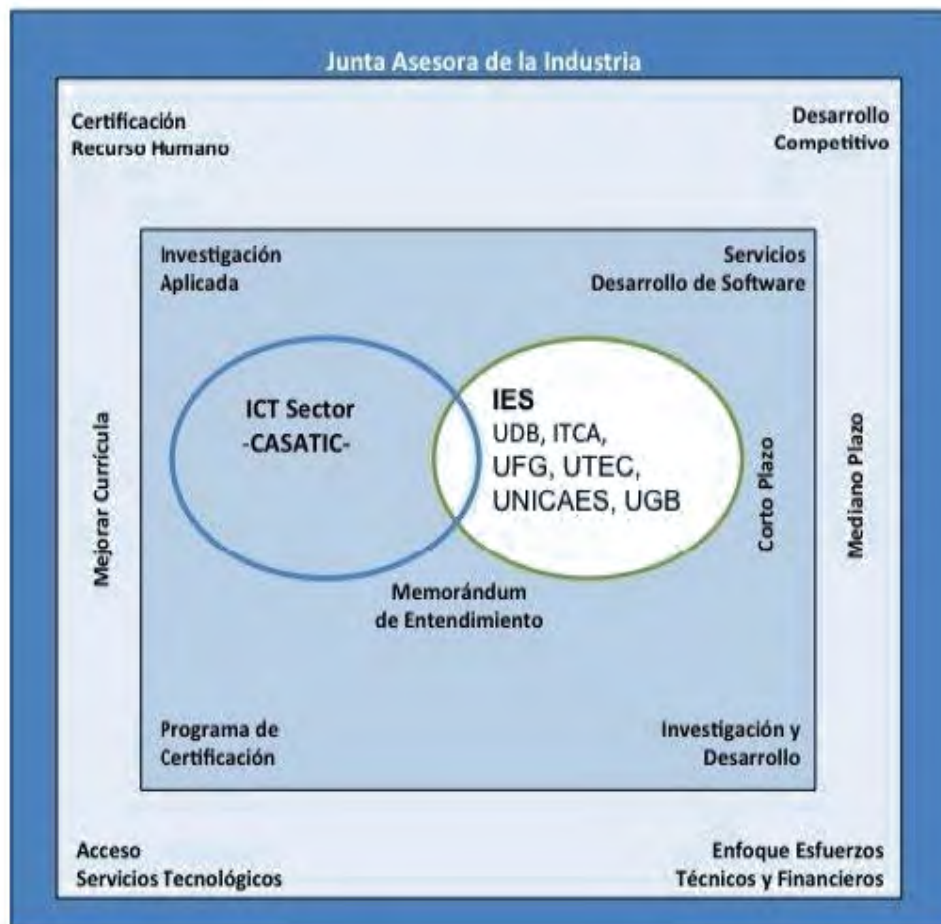 Junta Asesora de la Industria
Certificación
Recurso Humano
Desarrollo
Competitivo
Investigación
Aplicada
Servicios
Desarrollo de Software
ICT Sector
-CASATIC-
IES
UDB, ITCA,
UFG, UTEC,
UNICAES, UGB
Mejorar Currícula
Corto Plazo
Mediano Plazo
Memorándum
de Entendimiento
Programa de
Certificación
Investigación y
Desarrollo
Acceso
Servicios Tecnológicos
Enfoque Esfuerzos
Técnicos y Financieros